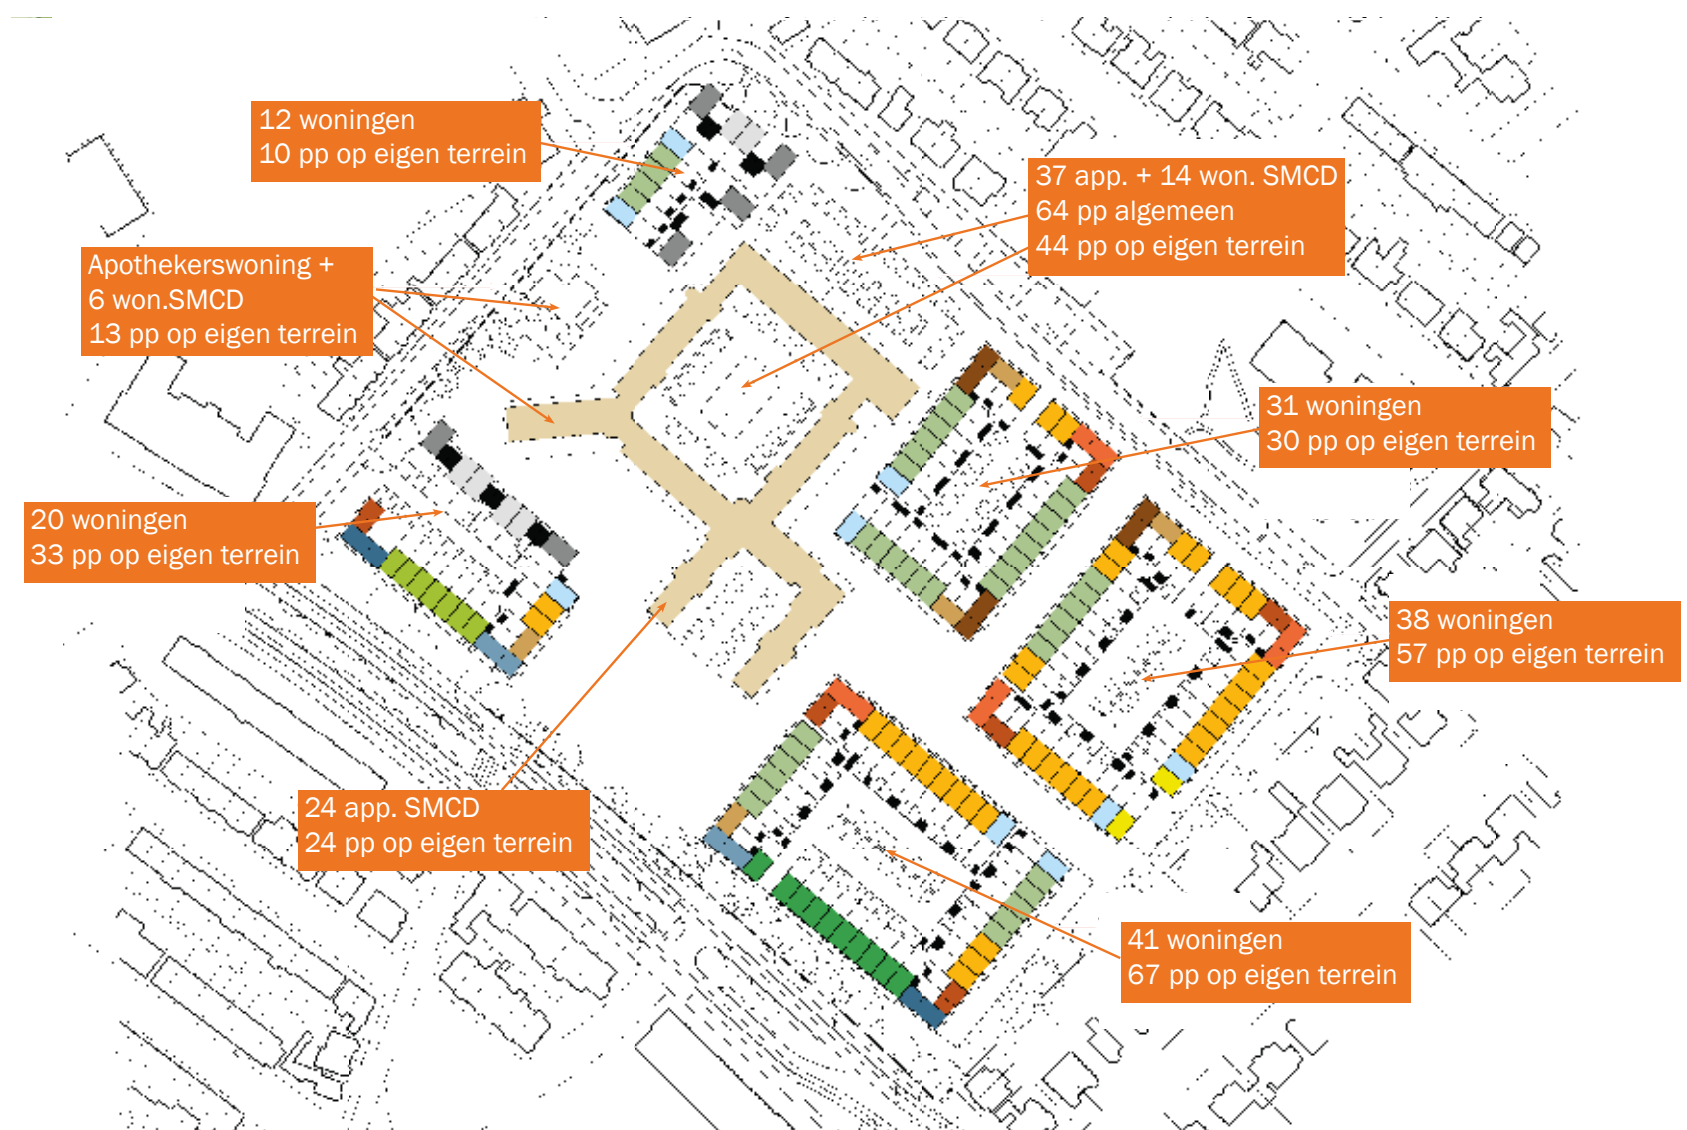 12 woningen
10 pp op eigen terrein
37 app. + 14 won. SMCD
64 pp algemeen
44 pp op eigen terrein
Apothekerswoning +
6 won.SMCD
13 pp op eigen terrein
31 woningen
30 pp op eigen terrein
20 woningen
33 pp op eigen terrein
38 woningen
57 pp op eigen terrein
24 app. SMCD
24 pp op eigen terrein
41 woningen
67 pp op eigen terrein